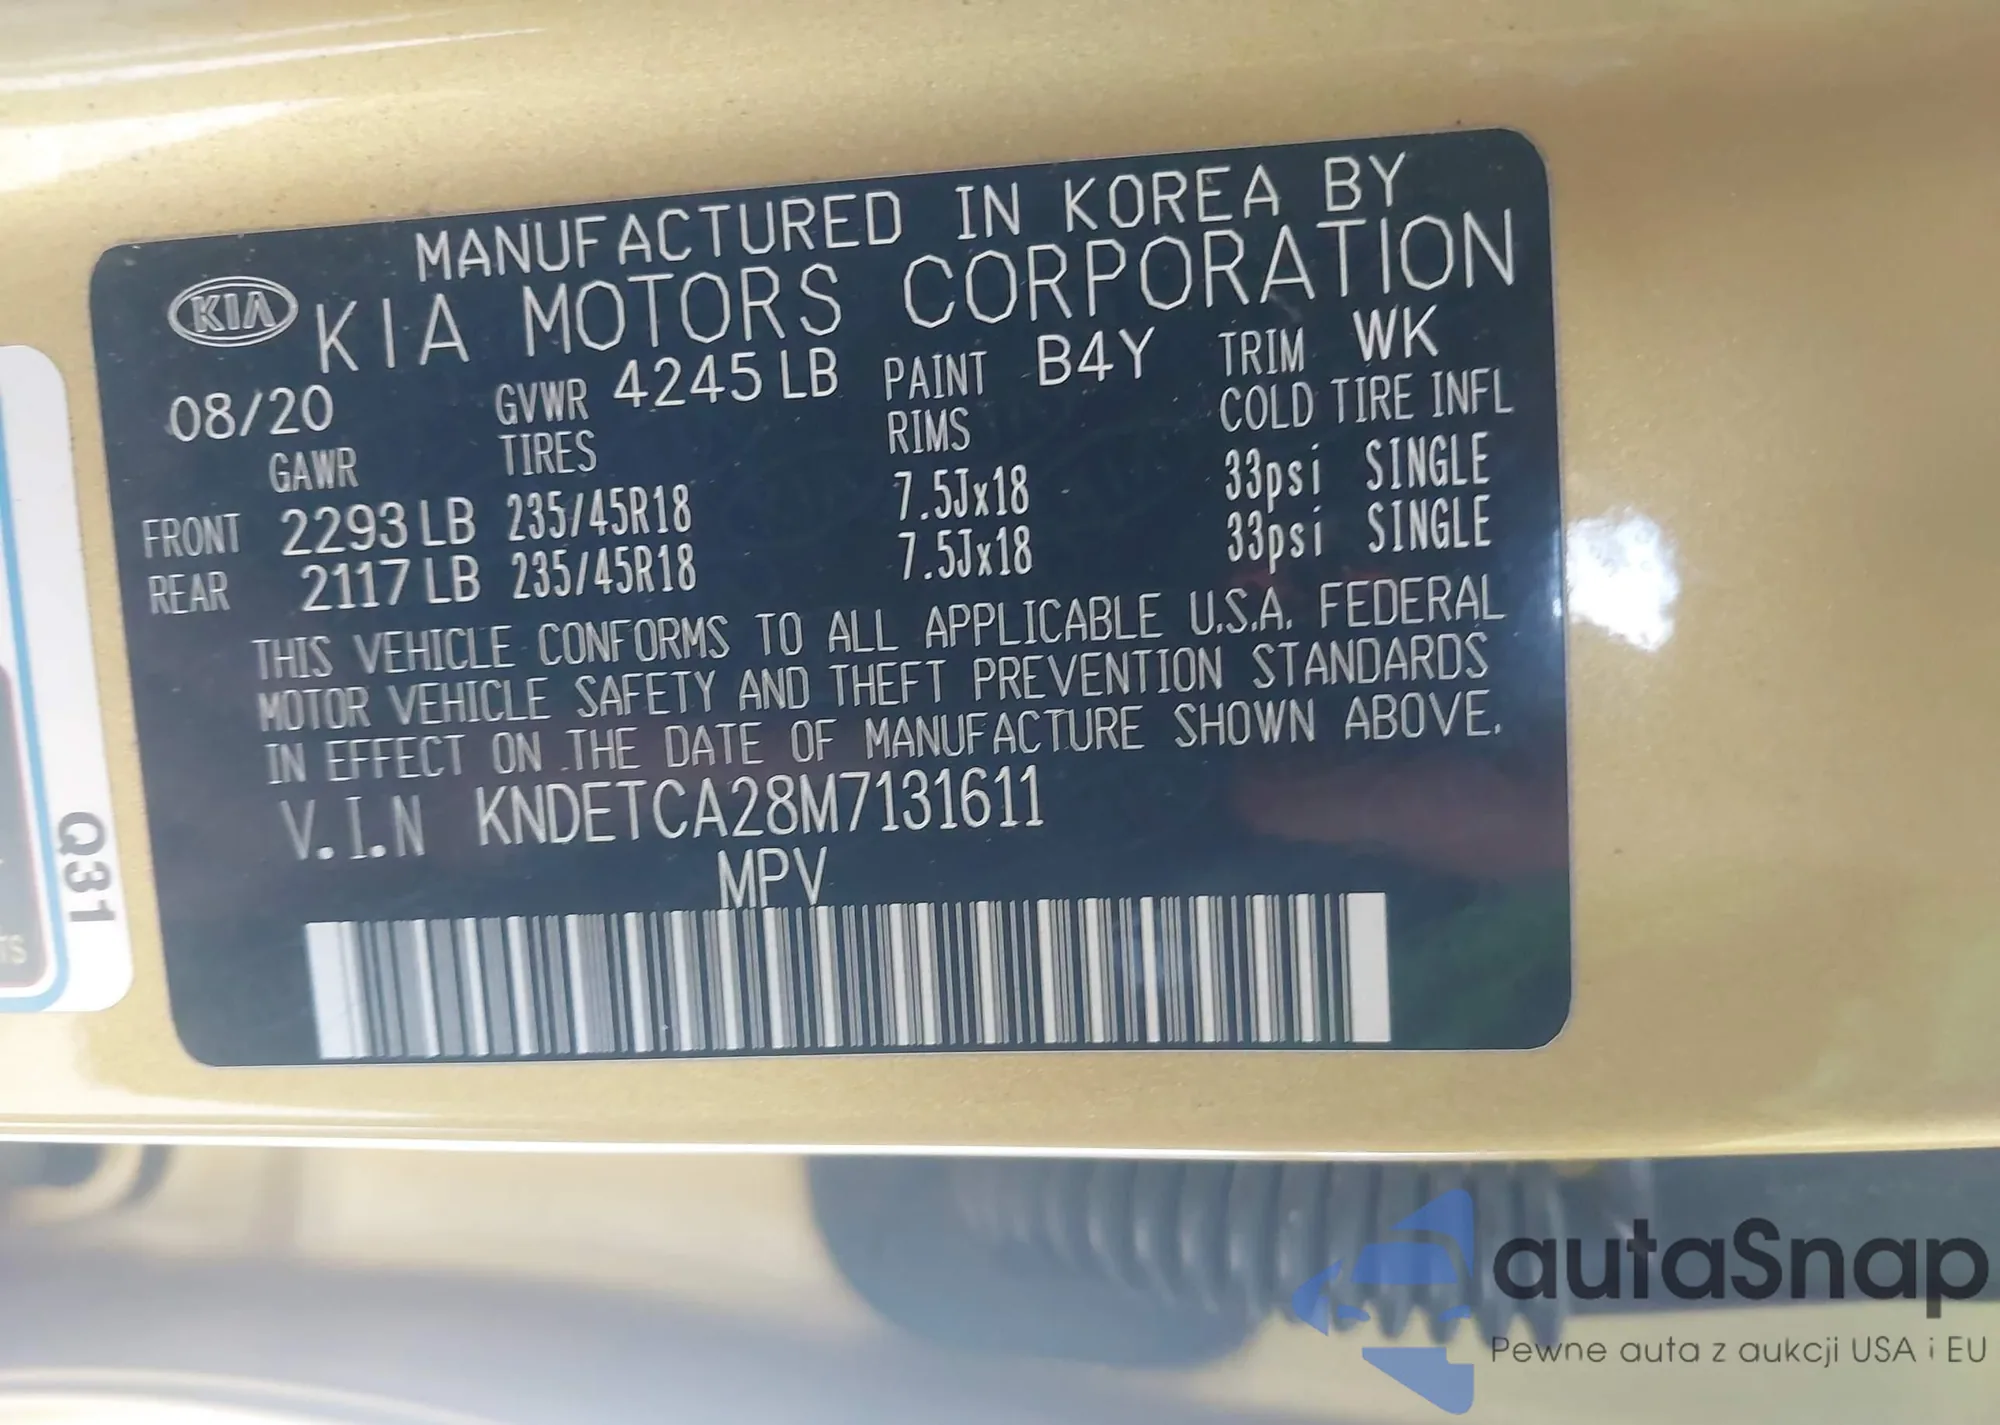 MANUFACTURED IN KOREA BY
KIA KIA MOTORS CORPORATION
08/20 GVWR 4245 LB PAINT B4Y TRIM WK
GAWR TIRES RIMS COLD TIRE INFL
FRONT 2293 LB 235/45R18 7.5Jx18 33psi SINGLE
REAR 2117 LB 235/45R18 7.5Jx18 33psi SINGLE
THIS VEHICLE CONFORMS TO ALL APPLICABLE U.S.A. FEDERAL
MOTOR VEHICLE SAFETY AND THEFT PREVENTION STANDARDS
IN EFFECT ON THE DATE OF MANUFACTURE SHOWN ABOVE.
V.I.N KNDETCA28M7131611
MPV
Q31
autaSnap
Pewne auta z aukcji USA i EU